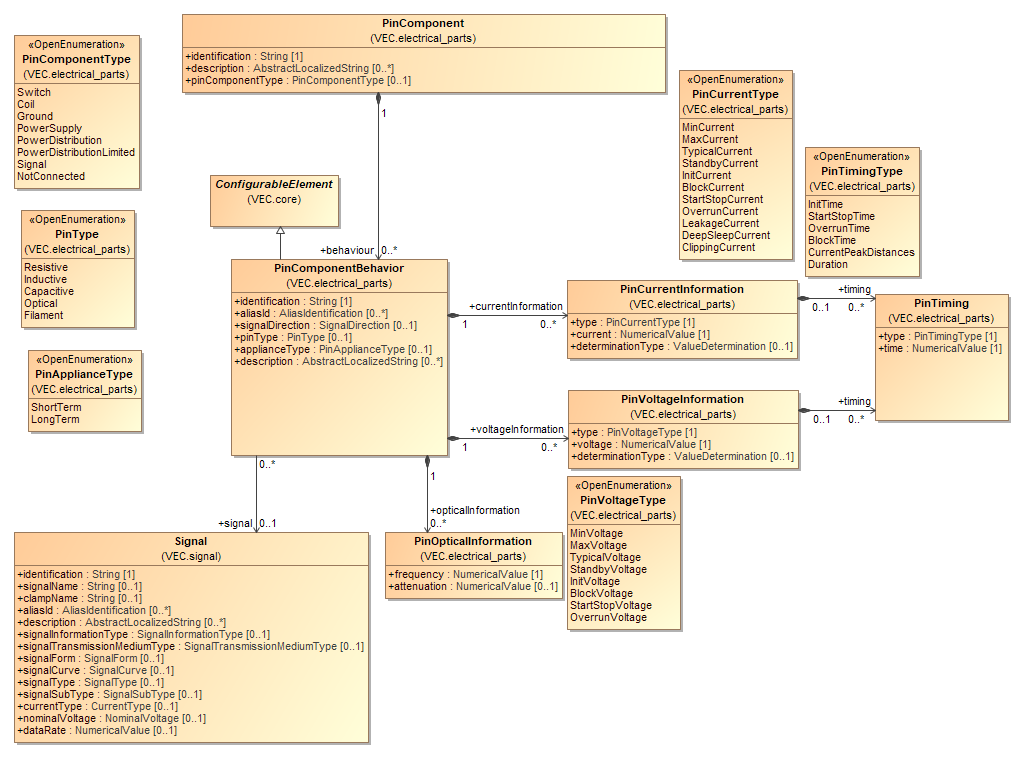 PinComponent
(VEC.electrical_parts)
+identification : String [1]
+description : AbstractLocalizedString [0..*]
+pinComponentType : PinComponentType [0..1]
«OpenEnumeration»
PinComponentType
(VEC.electrical_parts)
Switch
Coil
Ground
PowerSupply
PowerDistribution
PowerDistributionLimited
Signal
NotConnected
1
+behaviour
0..*
«OpenEnumeration»
PinCurrentType
(VEC.electrical_parts)
MinCurrent
MaxCurrent
TypicalCurrent
StandbyCurrent
InitCurrent
BlockCurrent
StartStopCurrent
OverrunCurrent
LeakageCurrent
DeepSleepCurrent
ClippingCurrent
«OpenEnumeration»
PinTimingType
(VEC.electrical_parts)
InitTime
StartStopTime
OverrunTime
BlockTime
CurrentPeakDistances
Duration
ConfigurableElement
(VEC.core)
«OpenEnumeration»
PinType
(VEC.electrical_parts)
Resistive
Inductive
Capacitive
Optical
Filament
PinComponentBehavior
(VEC.electrical_parts)
+identification : String [1]
+aliasId : AliasIdentification [0..*]
+signalDirection : SignalDirection [0..1]
+pinType : PinType [0..1]
+applianceType : PinApplianceType [0..1]
+description : AbstractLocalizedString [0..*]
+currentInformation
1
0..*
PinCurrentInformation
(VEC.electrical_parts)
+type : PinCurrentType [1]
+current : NumericalValue [1]
+determinationType : ValueDetermination [0..1]
+timing
0..1
0..*
PinTiming
(VEC.electrical_parts)
+type : PinTimingType [1]
+time : NumericalValue [1]
«OpenEnumeration»
PinApplianceType
(VEC.electrical_parts)
ShortTerm
LongTerm
+voltageInformation
1
0..*
PinVoltageInformation
(VEC.electrical_parts)
+type : PinVoltageType [1]
+voltage : NumericalValue [1]
+determinationType : ValueDetermination [0..1]
+timing
0..1
0..*
0..*
+signal
0..1
1
+opticalInformation
0..*
«OpenEnumeration»
PinVoltageType
(VEC.electrical_parts)
MinVoltage
MaxVoltage
TypicalVoltage
StandbyVoltage
InitVoltage
BlockVoltage
StartStopVoltage
OverrunVoltage
Signal
(VEC.signal)
+identification : String [1]
+signalName : String [0..1]
+clampName : String [0..1]
+aliasId : AliasIdentification [0..*]
+description : AbstractLocalizedString [0..*]
+signalInformationType : SignalInformationType [0..1]
+signalTransmissionMediumType : SignalTransmissionMediumType [0..1]
+signalForm : SignalForm [0..1]
+signalCurve : SignalCurve [0..1]
+signalType : SignalType [0..1]
+signalSubType : SignalSubType [0..1]
+currentType : CurrentType [0..1]
+nominalVoltage : NominalVoltage [0..1]
+dataRate : NumericalValue [0..1]
PinOpticalInformation
(VEC.electrical_parts)
+frequency : NumericalValue [1]
+attenuation : NumericalValue [0..1]